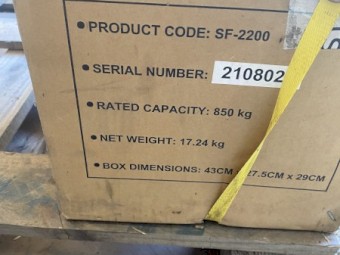 • PRODUCT CODE: SF-2200
• SERIAL NUMBER: 210802
• RATED CAPACITY: 850 kg
• NET WEIGHT: 17.24 kg
• BOX DIMENSIONS: 43CM 27.5CM x 29CM